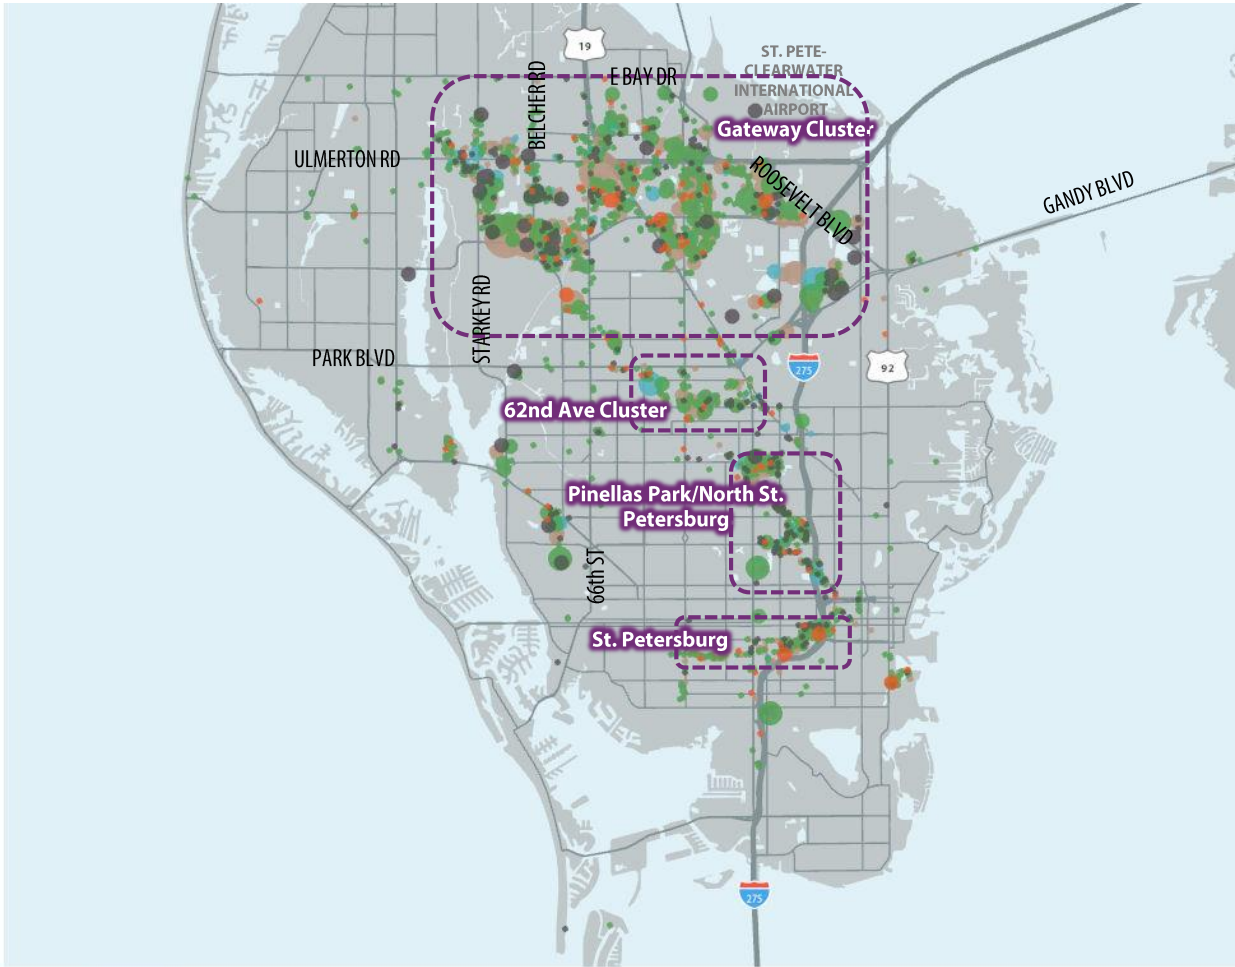 19
ST. PETE-
CLEARWATER
INTERNATIONAL
AIRPORT
E BAY DR
BELCHER RD
Gateway Cluster
ULMERTON RD
ROOSEVELT BLVD
GANDY BLVD
STARKEY RD
PARK BLVD
275
92
62nd Ave Cluster
Pinellas Park/North St.
Petersburg
66th ST
St. Petersburg
275